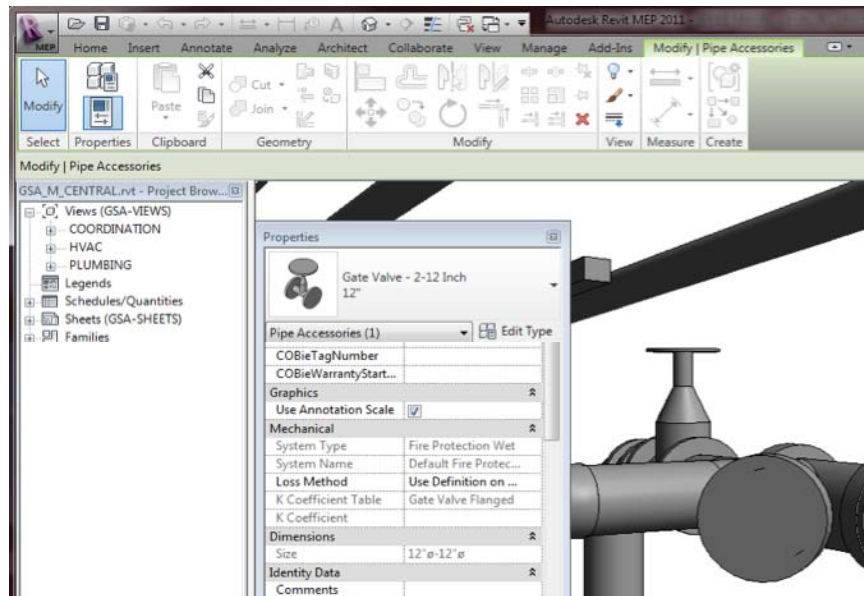 Autodesk Revit MEP 2011 -
MEP
Home Insert Annotate Analyze Architect Collaborate View Manage Add-Ins Modify | Pipe Accessories
Modify
Paste
Cut
Join
Select Properties Clipboard Geometry Modify View Measure Create
Modify | Pipe Accessories
GSA_M_CENTRAL.rvt - Project Brow...
Views (GSA-VIEWS)
COORDINATION
HVAC
PLUMBING
Legends
Schedules/Quantities
Sheets (GSA-SHEETS)
Families
Properties
Gate Valve - 2-12 Inch
12"
Pipe Accessories (1) Edit Type
COBieTagNumber
COBieWarrantyStart...
Graphics
Use Annotation Scale
Mechanical
System Type Fire Protection Wet
System Name Default Fire Protec...
Loss Method Use Definition on ...
K Coefficient Table Gate Valve Flanged
K Coefficient
Dimensions
Size 12"ø-12"ø
Identity Data
Comments